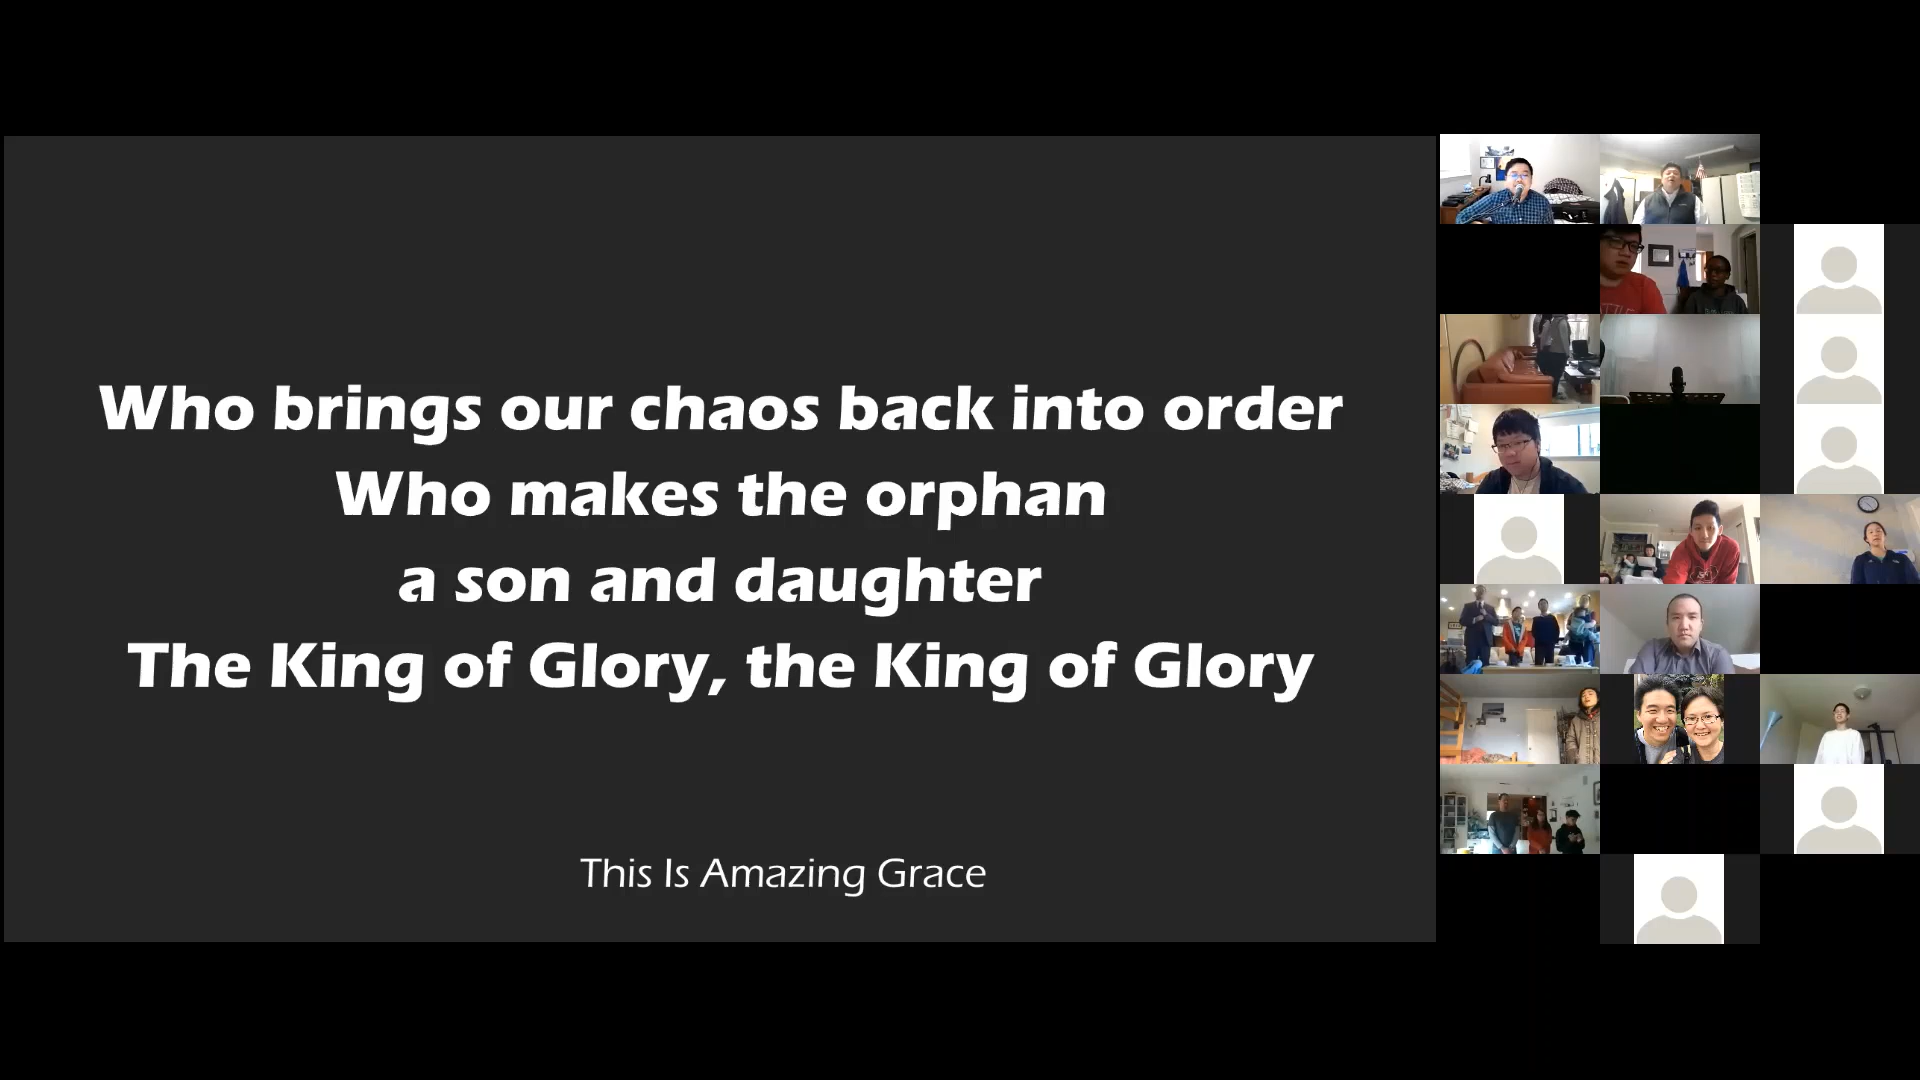 Who brings our chaos back into order
Who makes the orphan
a son and daughter
The King of Glory, the King of Glory
This Is Amazing Grace